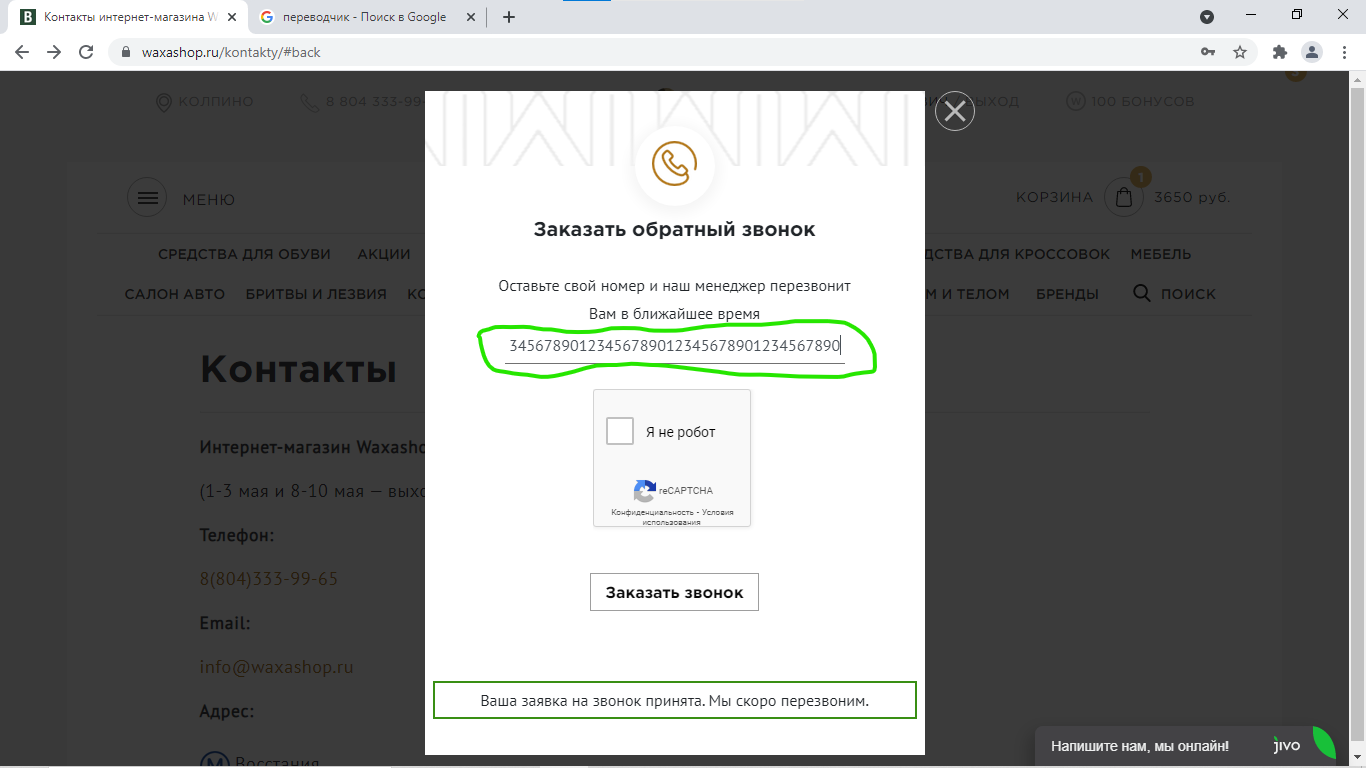 Контакты интернет-магазина W
переводчик - Поиск в Google
waxashop.ru/kontakty/#back
КОЛПИНО
8 804 333-99-
ВЫХОД
100 БОНУСОВ
МЕНЮ
КОРЗИНА
1
3650 руб.
СРЕДСТВА ДЛЯ ОБУВИ
АКЦИИ
ДСТВА ДЛЯ КРОССОВОК
МЕБЕЛЬ
САЛОН АВТО
БРИТВЫ И ЛЕЗВИЯ
КО
М И ТЕЛОМ
БРЕНДЫ
ПОИСК
Заказать обратный звонок
Оставьте свой номер и наш менеджер перезвонит
Вам в ближайшее время
34567890123456789012345678901234567890
Я не робот
reCAPTCHA
Конфиденциальность - Условия
использования
Заказать звонок
Ваша заявка на звонок принята. Мы скоро перезвоним.
Контакты
Интернет-магазин Waxasho
(1-3 мая и 8-10 мая — выхо
Телефон:
8(804)333-99-65
Email:
info@waxashop.ru
Адрес:
М Восстания
Напишите нам, мы онлайн!
jivo